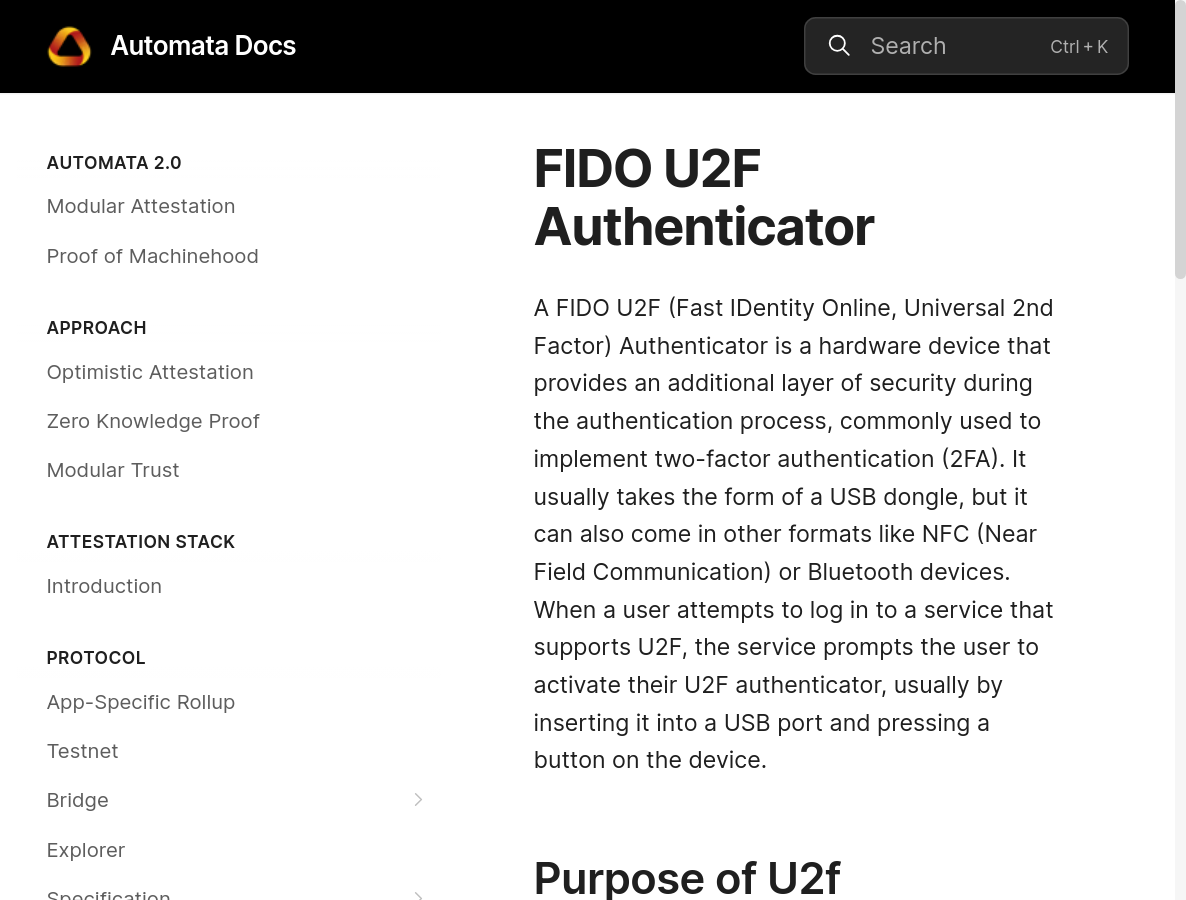 Automata Docs
Search
Ctrl + K
AUTOMATA 2.0
Modular Attestation
Proof of Machinehood
APPROACH
Optimistic Attestation
Zero Knowledge Proof
Modular Trust
ATTESTATION STACK
Introduction
PROTOCOL
App-Specific Rollup
Testnet
Bridge
Explorer
Specification
FIDO U2F
Authenticator
A FIDO U2F (Fast IDentity Online, Universal 2nd
Factor) Authenticator is a hardware device that
provides an additional layer of security during
the authentication process, commonly used to
implement two-factor authentication (2FA). It
usually takes the form of a USB dongle, but it
can also come in other formats like NFC (Near
Field Communication) or Bluetooth devices.
When a user attempts to log in to a service that
supports U2F, the service prompts the user to
activate their U2F authenticator, usually by
inserting it into a USB port and pressing a
button on the device.
Purpose of U2f